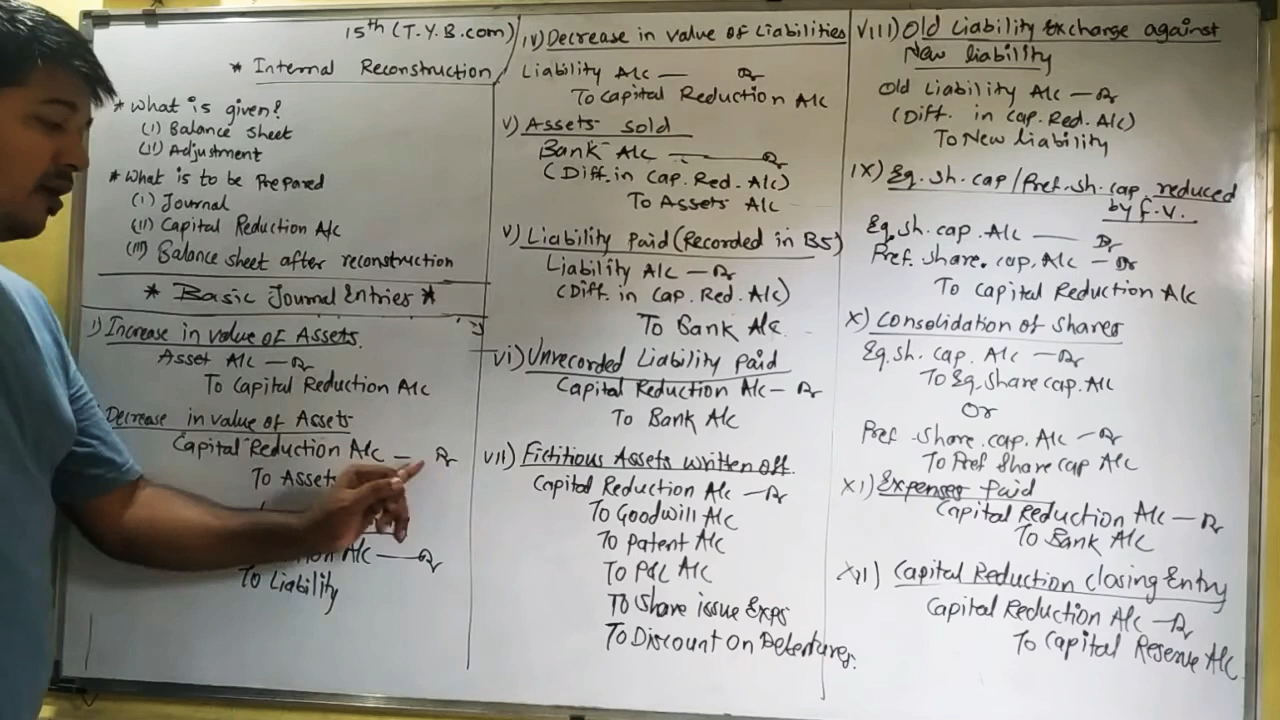 15th (T.Y.B.com)
* Internal Reconstruction
* What is given?
(i) Balance sheet
(ii) Adjustment
* What is to be Prepared
(i) Journal
(ii) Capital Reduction A/c
(iii) Balance sheet after reconstruction
* Basic Journal Entries *
i) Increase in value of Assets.
Asset A/c — Dr
To Capital Reduction A/c
Decrease in value of Assets
Capital Reduction A/c — Dr
To Assets
A/c — Dr
To Liability
iv) Decrease in value of Liabilities
Liability A/c — Dr
To Capital Reduction A/c
v) Assets sold
Bank A/c — Dr
(Diff. in Cap. Red. A/c)
To Assets A/c
v) Liability Paid (Recorded in BS)
Liability A/c — Dr
(Diff. in Cap. Red. A/c)
To Bank A/c.
vi) Unrecorded Liability paid
Capital Reduction A/c — Dr
To Bank A/c
vii) Fictitious Assets written off.
Capital Reduction A/c — Dr
To Goodwill A/c
To Patent A/c
To P&L A/c
To Share issue Exps
To Discount on Debentures.
VIII) Old Liability Exchange against
New liability
Old Liability A/c — Dr
(Diff. in Cap. Red. A/c)
To New liability
IX) Eq. sh. cap / Pref. sh. cap. reduced
by F.V.
Eq. sh. cap. A/c — Dr
Pref. share. cap. A/c — Dr
To Capital Reduction A/c
X) Consolidation of Shares
Eq. sh. cap. A/c — Dr
To Eq. share cap. A/c
Or
Pref. share. cap. A/c — Dr
To Pref share cap A/c
XI) Expenses Paid
Capital Reduction A/c — Dr
To Bank A/c
XII) Capital Reduction closing Entry
Capital Reduction A/c — Dr
To Capital Reserve A/c